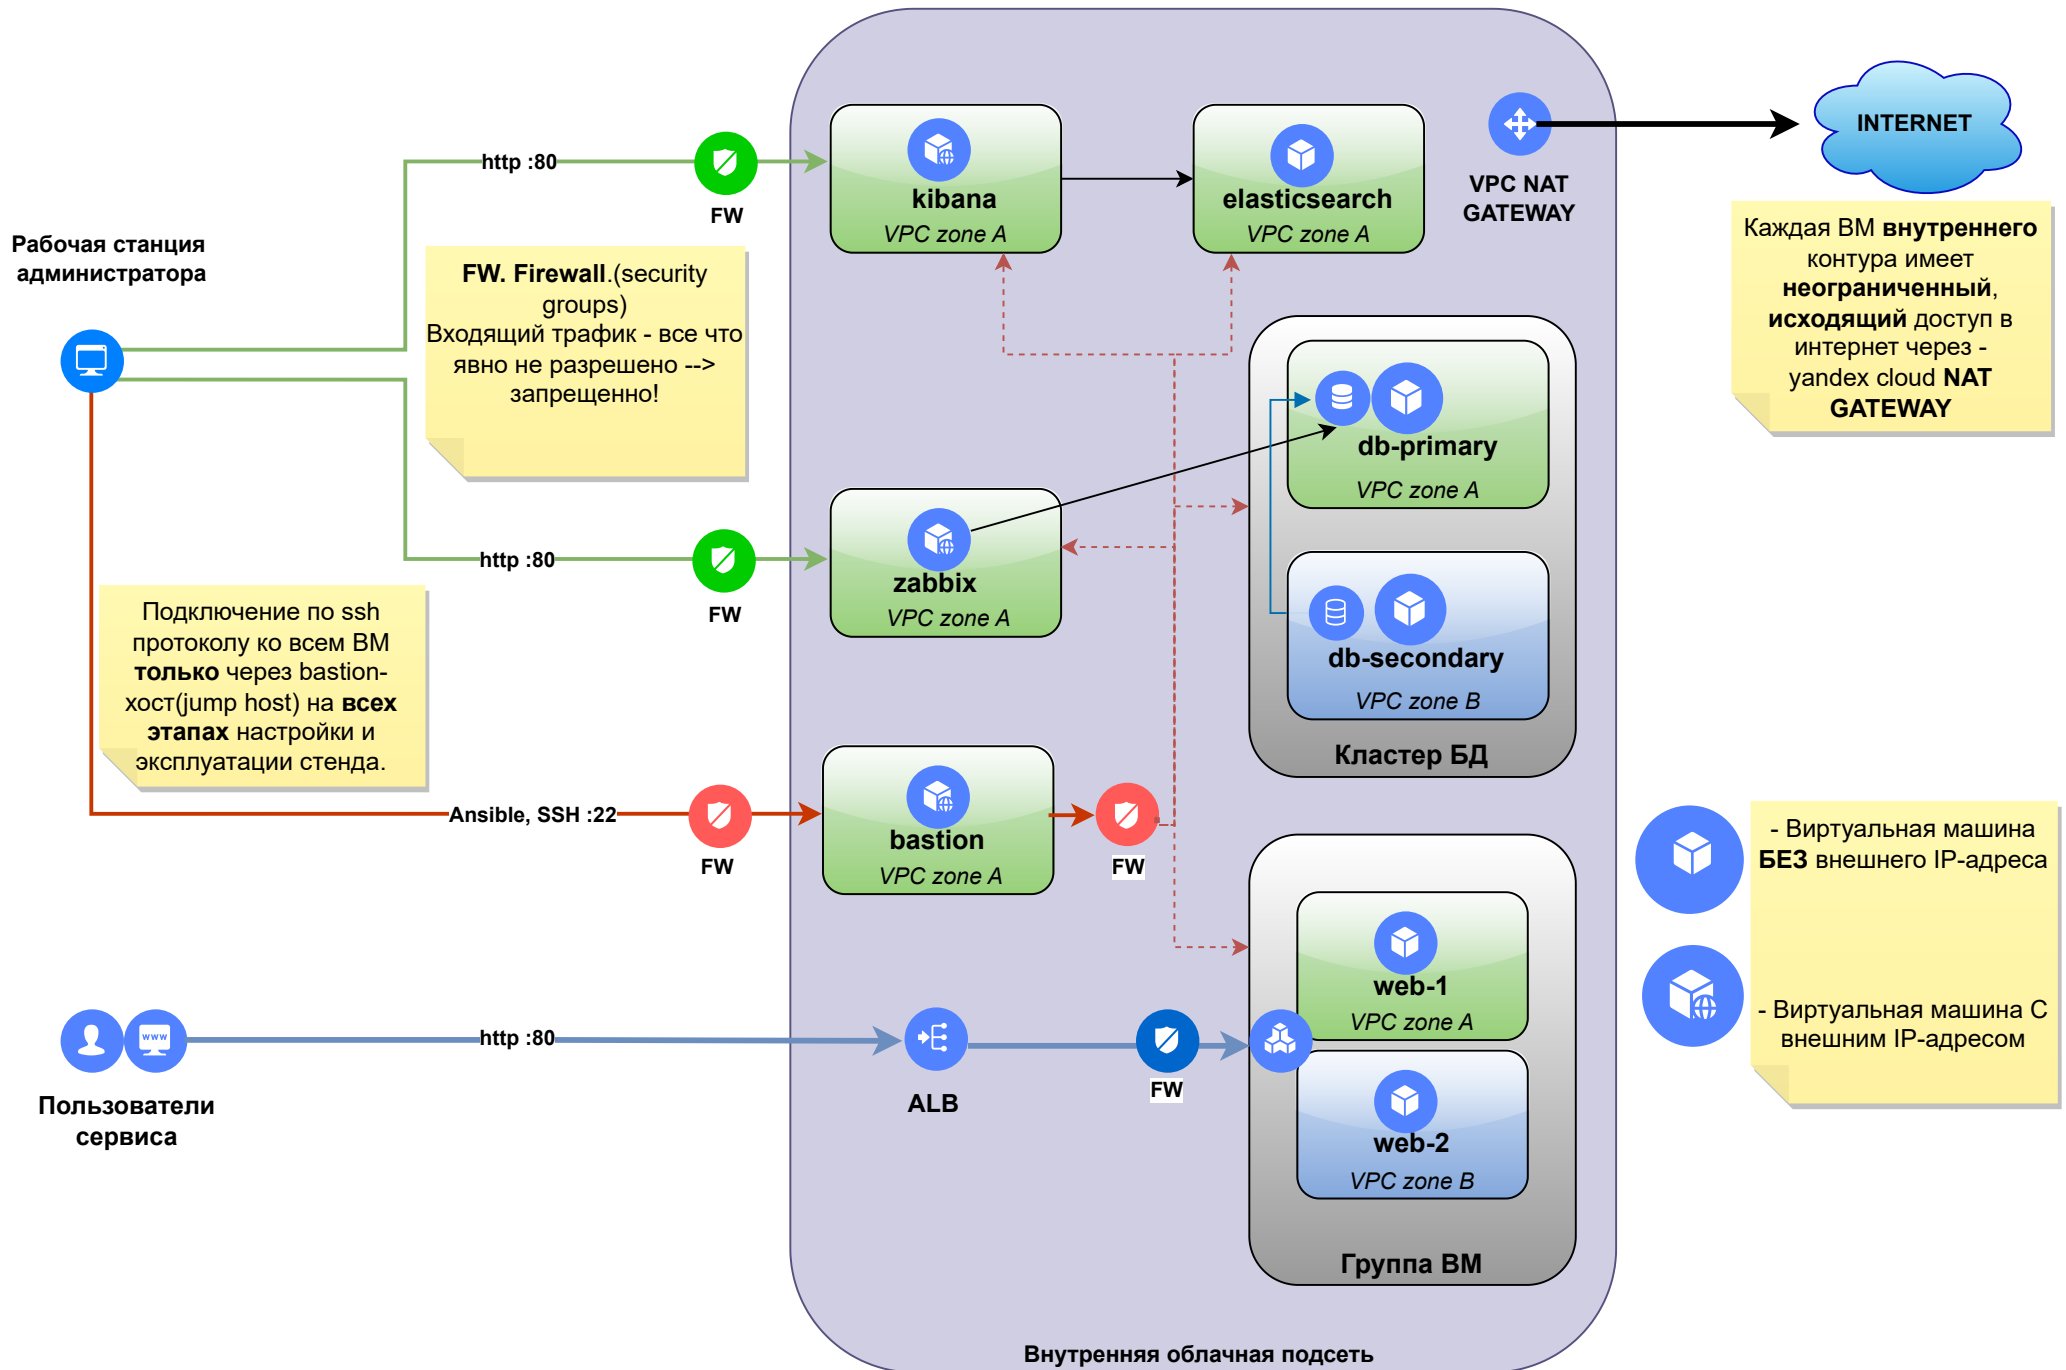 http :80
FW
kibana
VPC zone A
elasticsearch
VPC zone A
VPC NAT
GATEWAY
INTERNET
Рабочая станция
администратора
FW. Firewall.(security
groups)
Входящий трафик - все что
явно не разрешено -->
запрещенно!
Каждая ВМ внутреннего
контура имеет
неограниченный,
исходящий доступ в
интернет через -
yandex cloud NAT
GATEWAY
db-primary
VPC zone A
http :80
FW
zabbix
VPC zone A
db-secondary
VPC zone B
Кластер БД
Подключение по ssh
протоколу ко всем ВМ
только через bastion-
хост(jump host) на всех
этапах настройки и
эксплуатации стенда.
Ansible, SSH :22
FW
bastion
VPC zone A
FW
- Виртуальная машина
БЕЗ внешнего IP-адреса
- Виртуальная машина С
внешним IP-адресом
web-1
VPC zone A
www
http :80
ALB
FW
Пользователи
сервиса
web-2
VPC zone B
Группа ВМ
Внутренняя облачная подсеть